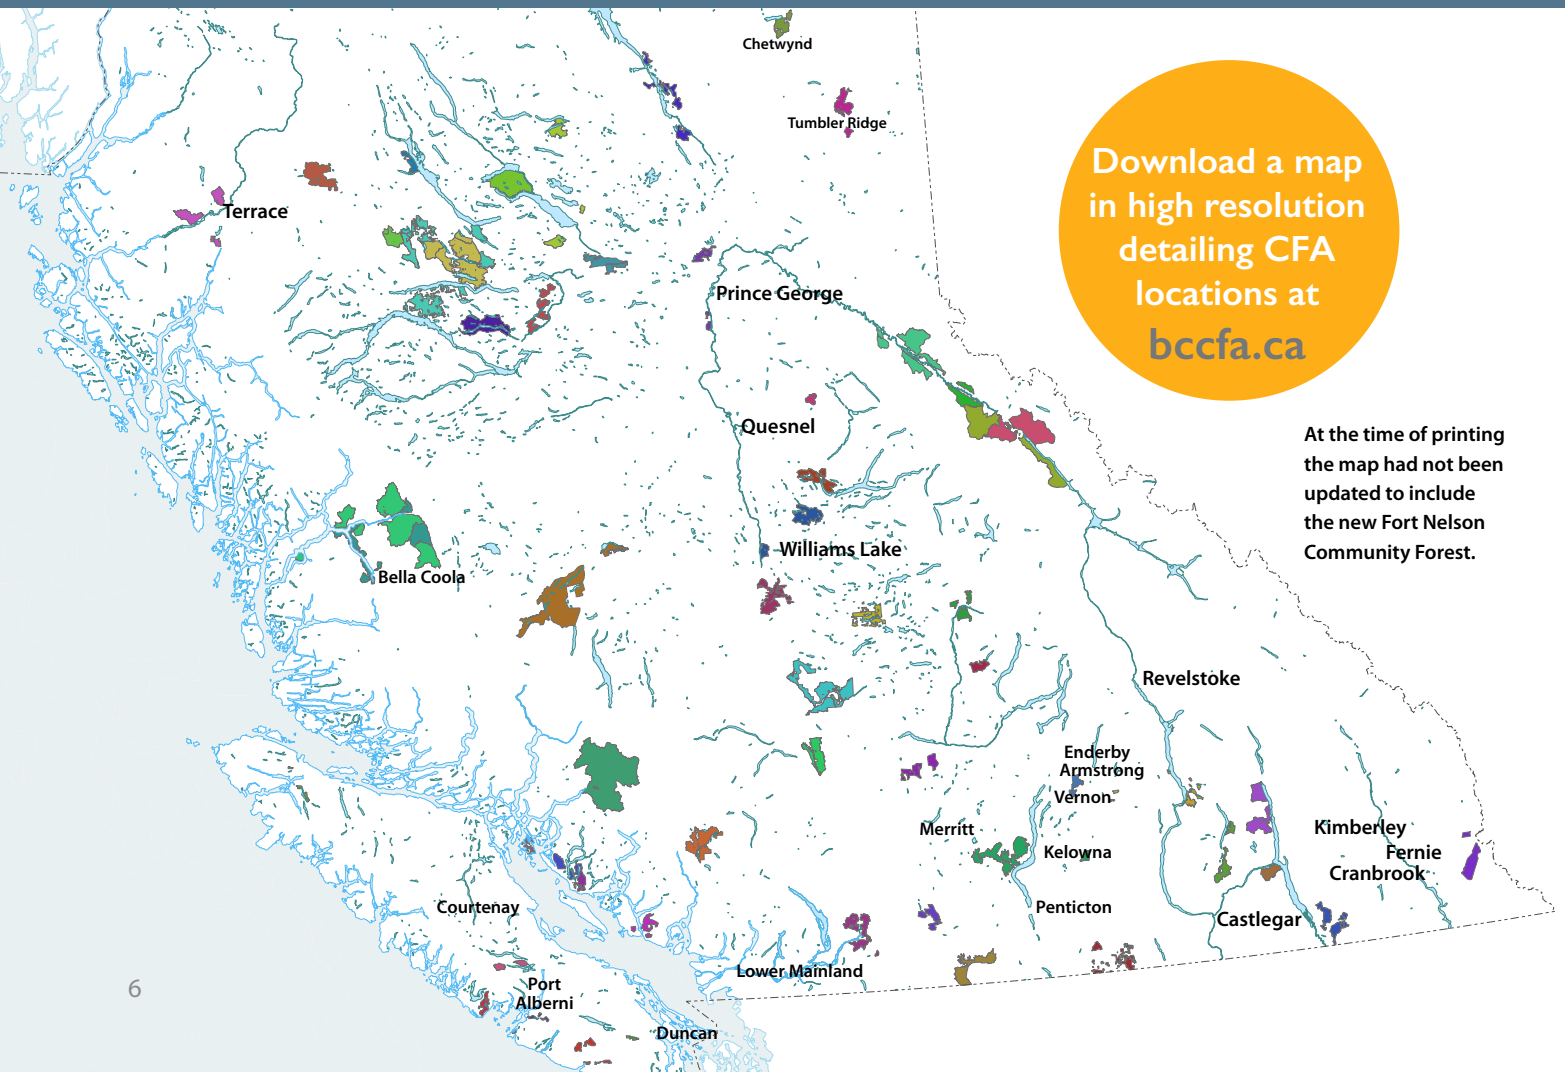 Chetwynd
Tumbler Ridge
Download a map
in high resolution
detailing CFA
locations at
bccfa.ca
Terrace
Prince George
Quesnel
At the time of printing
the map had not been
updated to include
the new Fort Nelson
Community Forest.
Williams Lake
Bella Coola
Revelstoke
Enderby
Armstrong
Vernon
Merritt
Kelowna
Kimberley
Fernie
Cranbrook
Courtenay
Penticton
Castlegar
Lower Mainland
Port
Alberni
Duncan
6